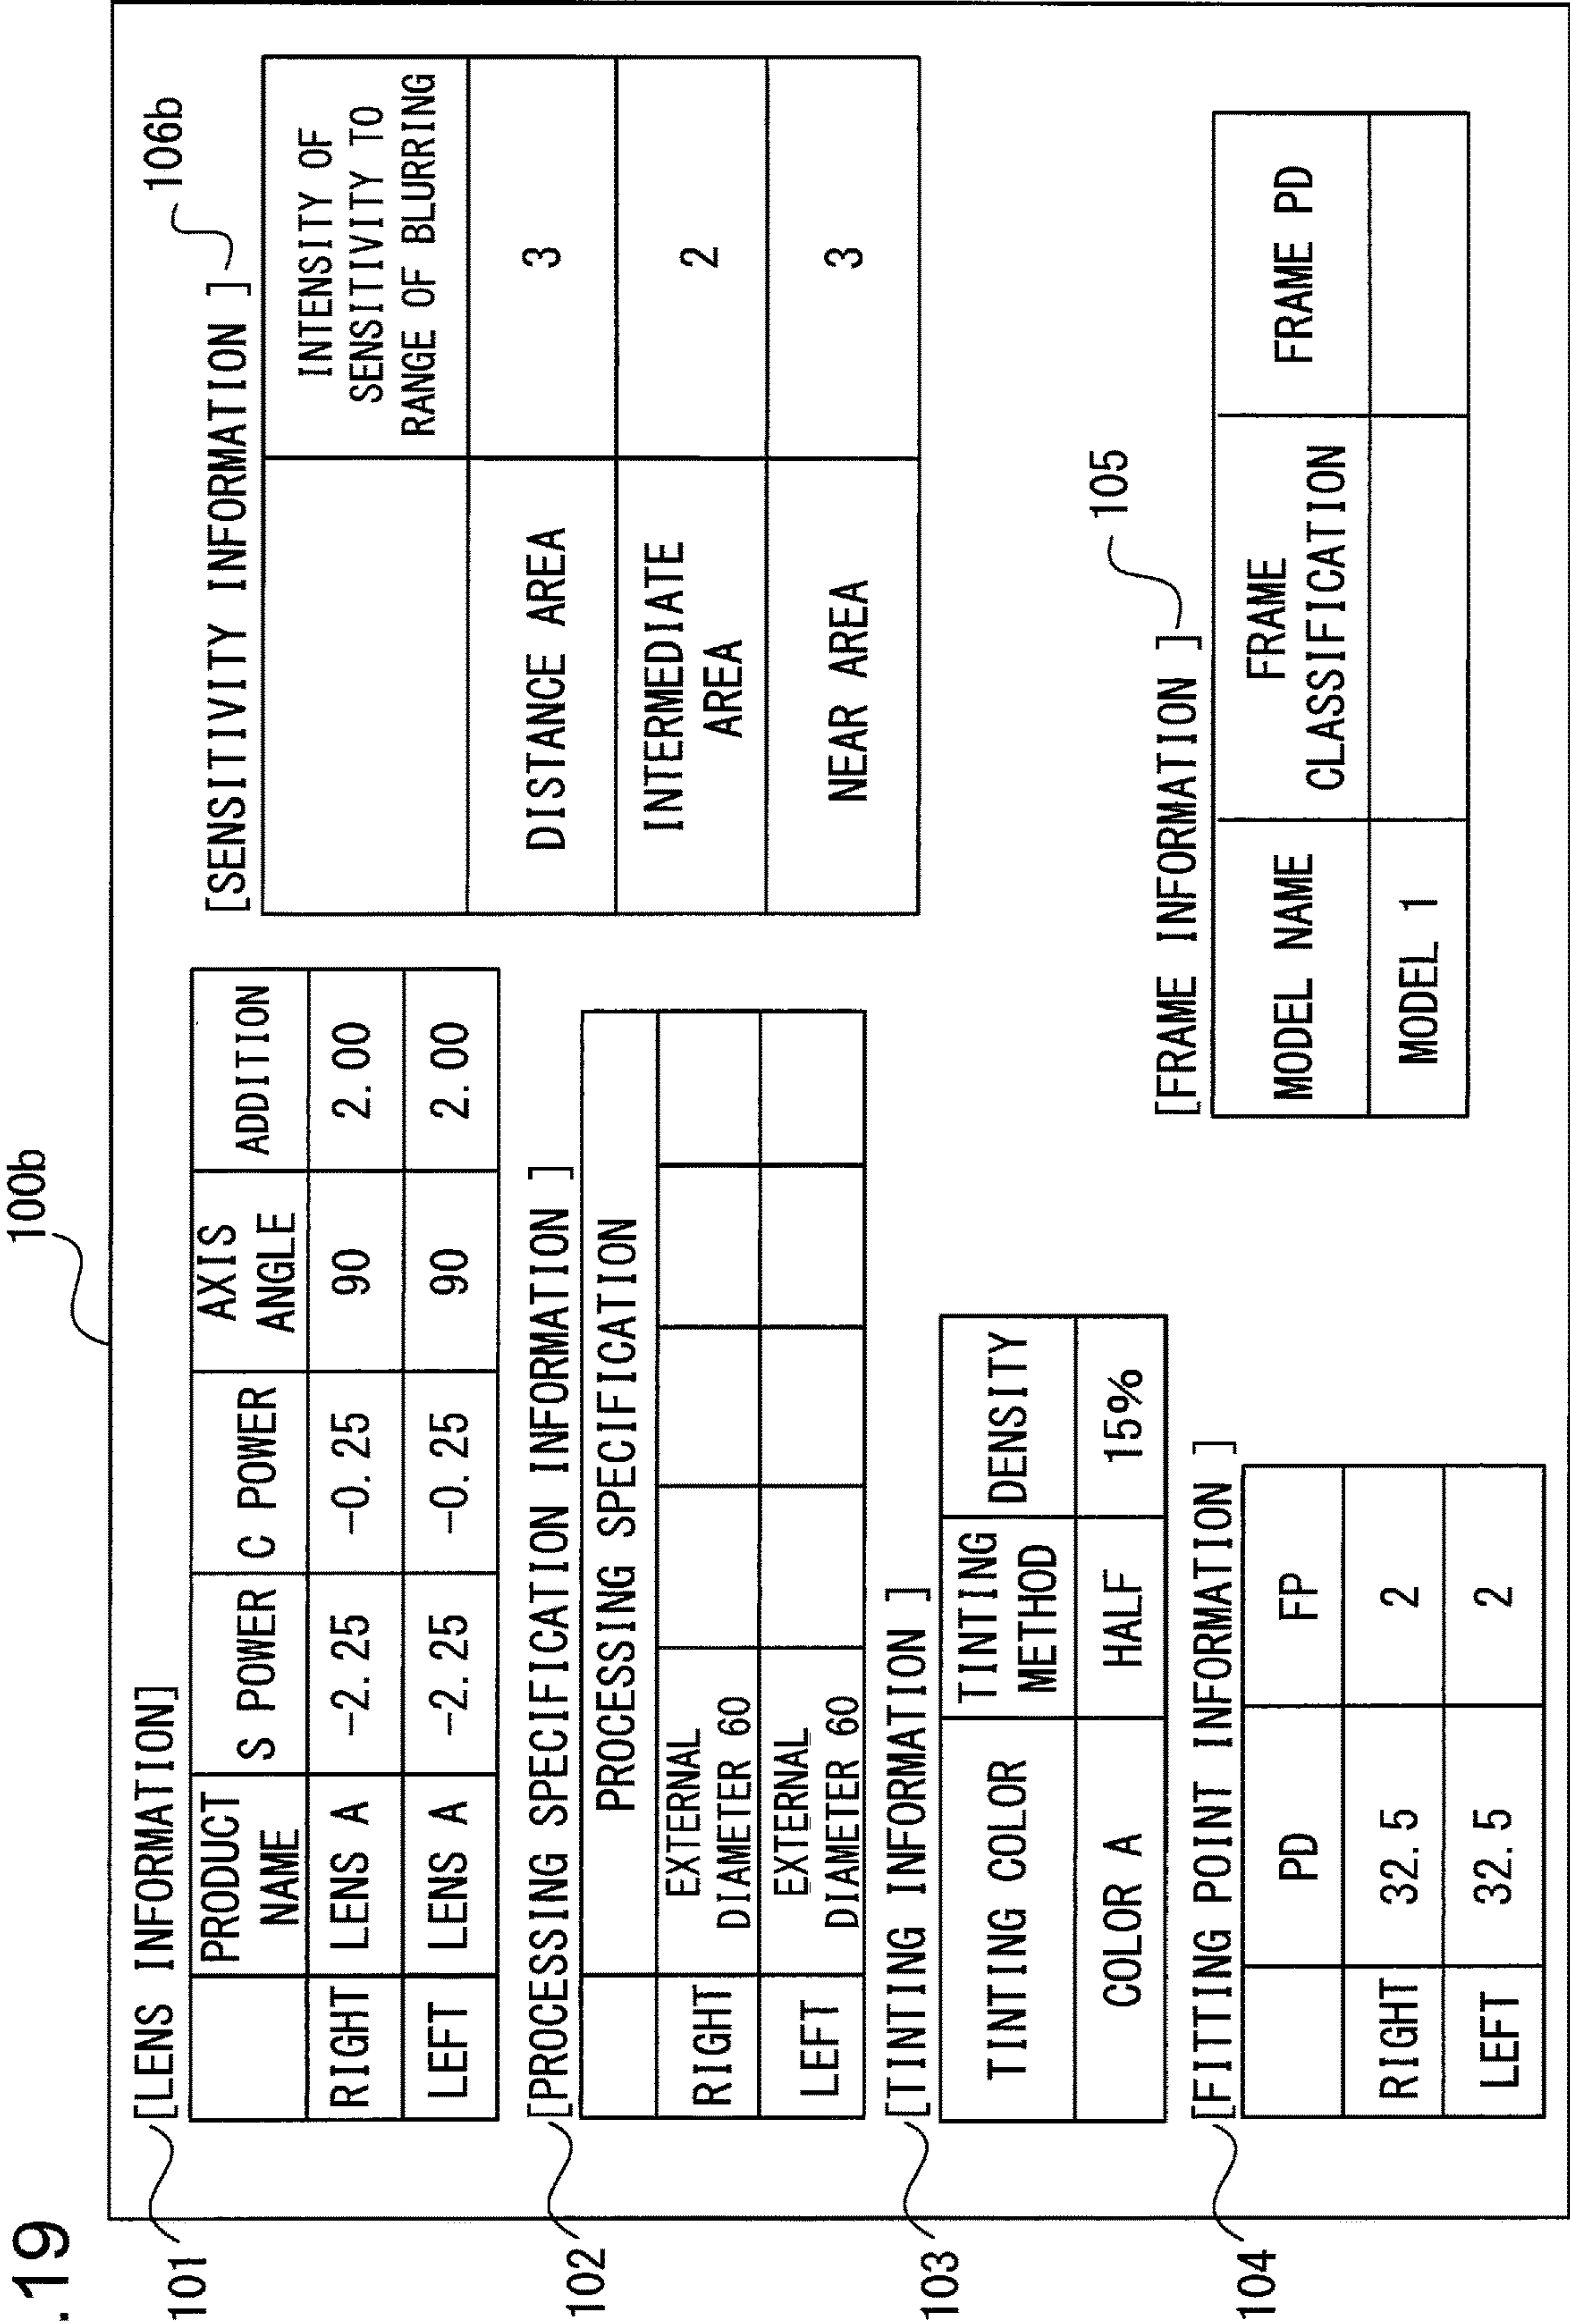 .19
100b
101
[LENS INFORMATION]
PRODUCT NAME S POWER C POWER AXIS ANGLE ADDITION
RIGHT LENS A -2.25 -0.25 90 2.00
LEFT LENS A -2.25 -0.25 90 2.00
102
[PROCESSING SPECIFICATION INFORMATION ]
PROCESSING SPECIFICATION
RIGHT EXTERNAL DIAMETER 60
LEFT EXTERNAL DIAMETER 60
103
[TINTING INFORMATION ]
TINTING COLOR TINTING METHOD DENSITY
COLOR A HALF 15%
104
[FITTING POINT INFORMATION ]
PD FP
RIGHT 32.5 2
LEFT 32.5 2
[SENSITIVITY INFORMATION ]
106b
INTENSITY OF
SENSITIVITY TO
RANGE OF BLURRING
DISTANCE AREA 3
INTERMEDIATE AREA 2
NEAR AREA 3
[FRAME INFORMATION ]
105
MODEL NAME FRAME CLASSIFICATION FRAME PD
MODEL 1